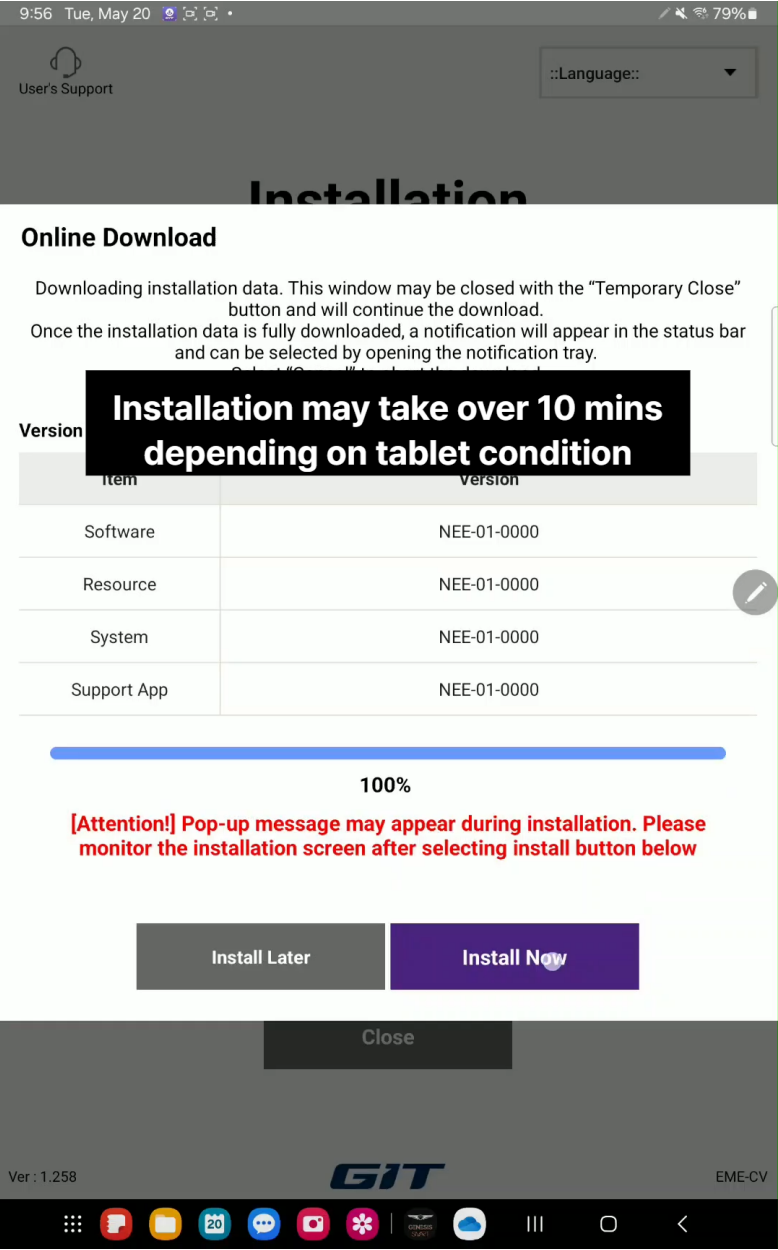 9:56 Tue, May 20
79%
User's Support
::Language::
Installation
Online Download
Downloading installation data. This window may be closed with the “Temporary Close”
button and will continue the download.
Once the installation data is fully downloaded, a notification will appear in the status bar
and can be selected by opening the notification tray.
Installation may take over 10 mins
depending on tablet condition
Version
Item Version
Software NEE-01-0000
Resource NEE-01-0000
System NEE-01-0000
Support App NEE-01-0000
100%
[Attention!] Pop-up message may appear during installation. Please
monitor the installation screen after selecting install button below
Install Later Install Now
Close
Ver : 1.258
GIT
EME-CV
20
GENESIS